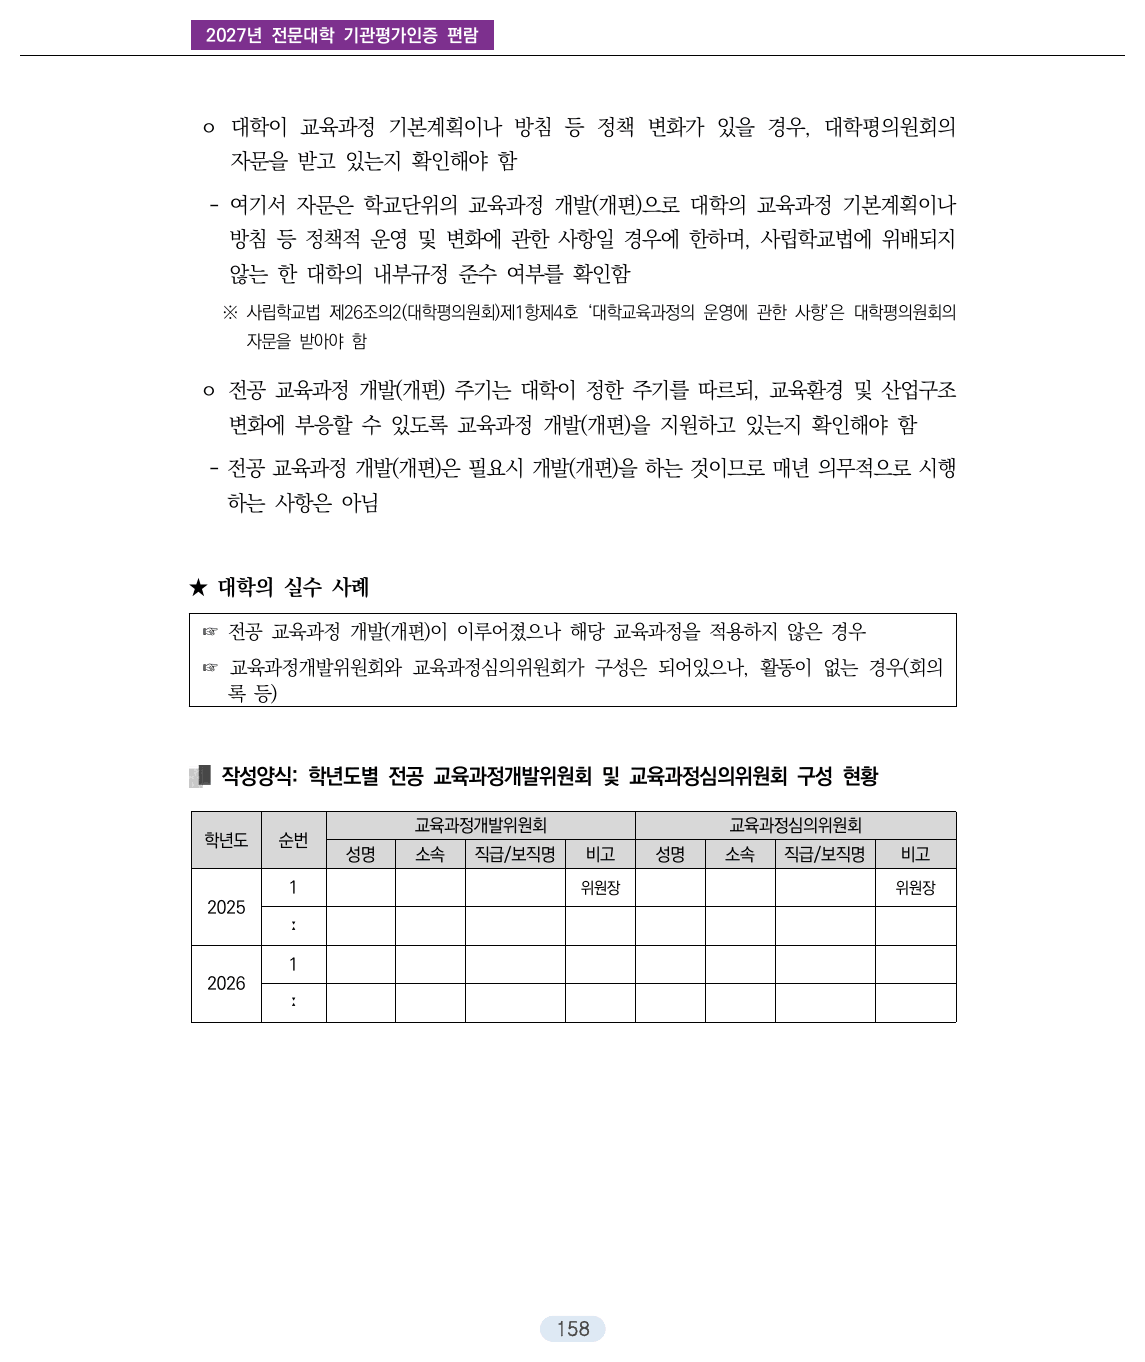 2027년 전문대학 기관평가인증 편람
ㅇ 대학이 교육과정 기본계획이나 방침 등 정책 변화가 있을 경우, 대학평의원회의
자문을 받고 있는지 확인해야 함
- 여기서 자문은 학교단위의 교육과정 개발(개편)으로 대학의 교육과정 기본계획이나
방침 등 정책적 운영 및 변화에 관한 사항일 경우에 한하며, 사립학교법에 위배되지
않는 한 대학의 내부규정 준수 여부를 확인함
※ 사립학교법 제26조의2(대학평의원회)제1항제4호 ‘대학교육과정의 운영에 관한 사항’은 대학평의원회의
자문을 받아야 함
ㅇ 전공 교육과정 개발(개편) 주기는 대학이 정한 주기를 따르되, 교육환경 및 산업구조
변화에 부응할 수 있도록 교육과정 개발(개편)을 지원하고 있는지 확인해야 함
- 전공 교육과정 개발(개편)은 필요시 개발(개편)을 하는 것이므로 매년 의무적으로 시행
하는 사항은 아님
★ 대학의 실수 사례
☞ 전공 교육과정 개발(개편)이 이루어졌으나 해당 교육과정을 적용하지 않은 경우
☞ 교육과정개발위원회와 교육과정심의위원회가 구성은 되어있으나, 활동이 없는 경우(회의
록 등)
작성양식: 학년도별 전공 교육과정개발위원회 및 교육과정심의위원회 구성 현황
학년도 순번 교육과정개발위원회 교육과정심의위원회
성명 소속 직급/보직명 비고 성명 소속 직급/보직명 비고
2025 1 위원장 위원장
:
2026 1
:
158